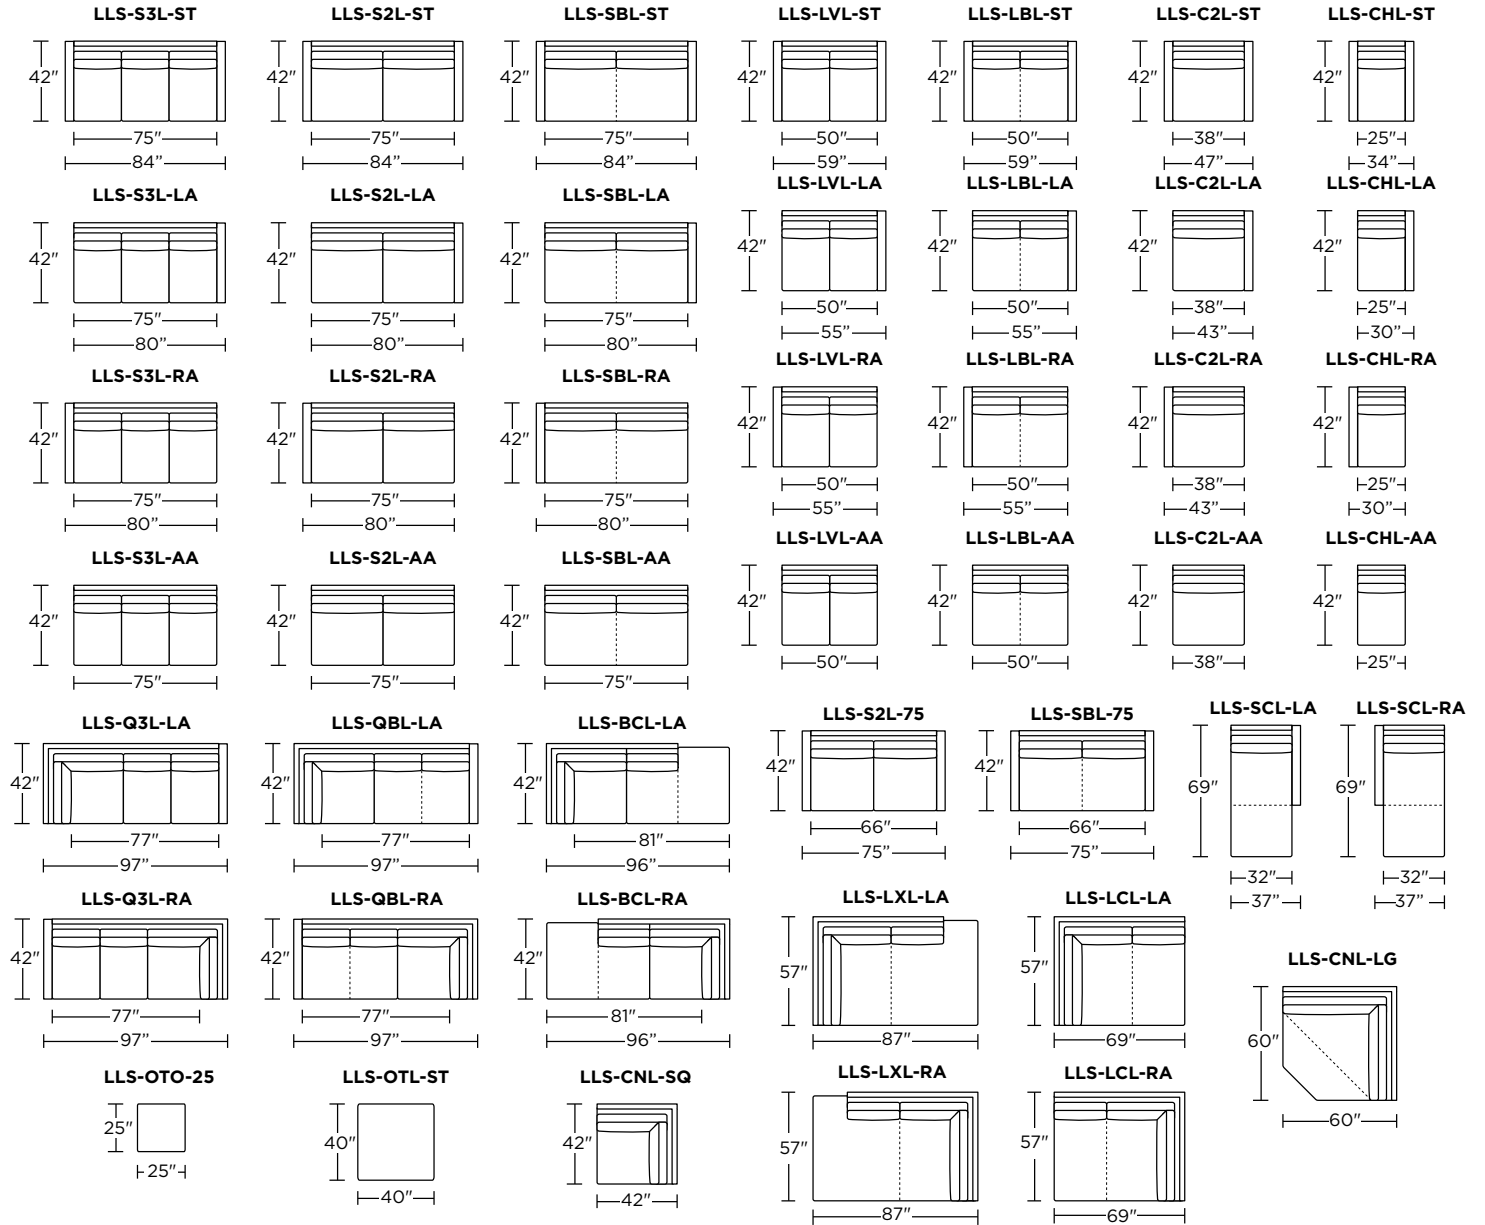 LLS-S3L-ST LLS-S2L-ST LLS-SBL-ST LLS-LVL-ST LLS-LBL-ST LLS-C2L-ST LLS-CHL-ST
42" 42" 42" 42" 42" 42" 42"
75" 75" 75" 50" 50" 38" 25"
84” 84” 84” 59” 59” 47” 34”
LLS-S3L-LA LLS-S2L-LA LLS-SBL-LA LLS-LVL-LA LLS-LBL-LA LLS-C2L-LA LLS-CHL-LA
42" 42" 42" 42" 42" 42" 42"
75" 75" 75" 50" 50" 38" 25"
80” 80” 80” 55” 55” 43” 30”
LLS-S3L-RA LLS-S2L-RA LLS-SBL-RA LLS-LVL-RA LLS-LBL-RA LLS-C2L-RA LLS-CHL-RA
42" 42" 42" 42" 42" 42" 42"
75" 75" 75" 50" 50" 38" 25"
80” 80” 80” 55” 55” 43” 30”
LLS-S3L-AA LLS-S2L-AA LLS-SBL-AA LLS-LVL-AA LLS-LBL-AA LLS-C2L-AA LLS-CHL-AA
42" 42" 42" 42" 42" 42" 42"
75" 75" 75" 50" 50" 38" 25"
LLS-Q3L-LA LLS-QBL-LA LLS-BCL-LA LLS-S2L-75 LLS-SBL-75 LLS-SCL-LA LLS-SCL-RA
42" 42" 42" 42" 42" 69" 69"
77" 77" 81" 66" 66" 32" 32"
97” 97” 96” 75” 75” 37” 37”
LLS-Q3L-RA LLS-QBL-RA LLS-BCL-RA LLS-LXL-LA LLS-LCL-LA LLS-CNL-LG
42" 42" 42" 57" 57" 60"
77" 77" 81" 87" 69" 60"
97” 97” 96”
LLS-OTO-25 LLS-OTL-ST LLS-CNL-SQ LLS-LXL-RA LLS-LCL-RA
25" 40" 42" 57" 57"
25" 40" 42" 87" 69"